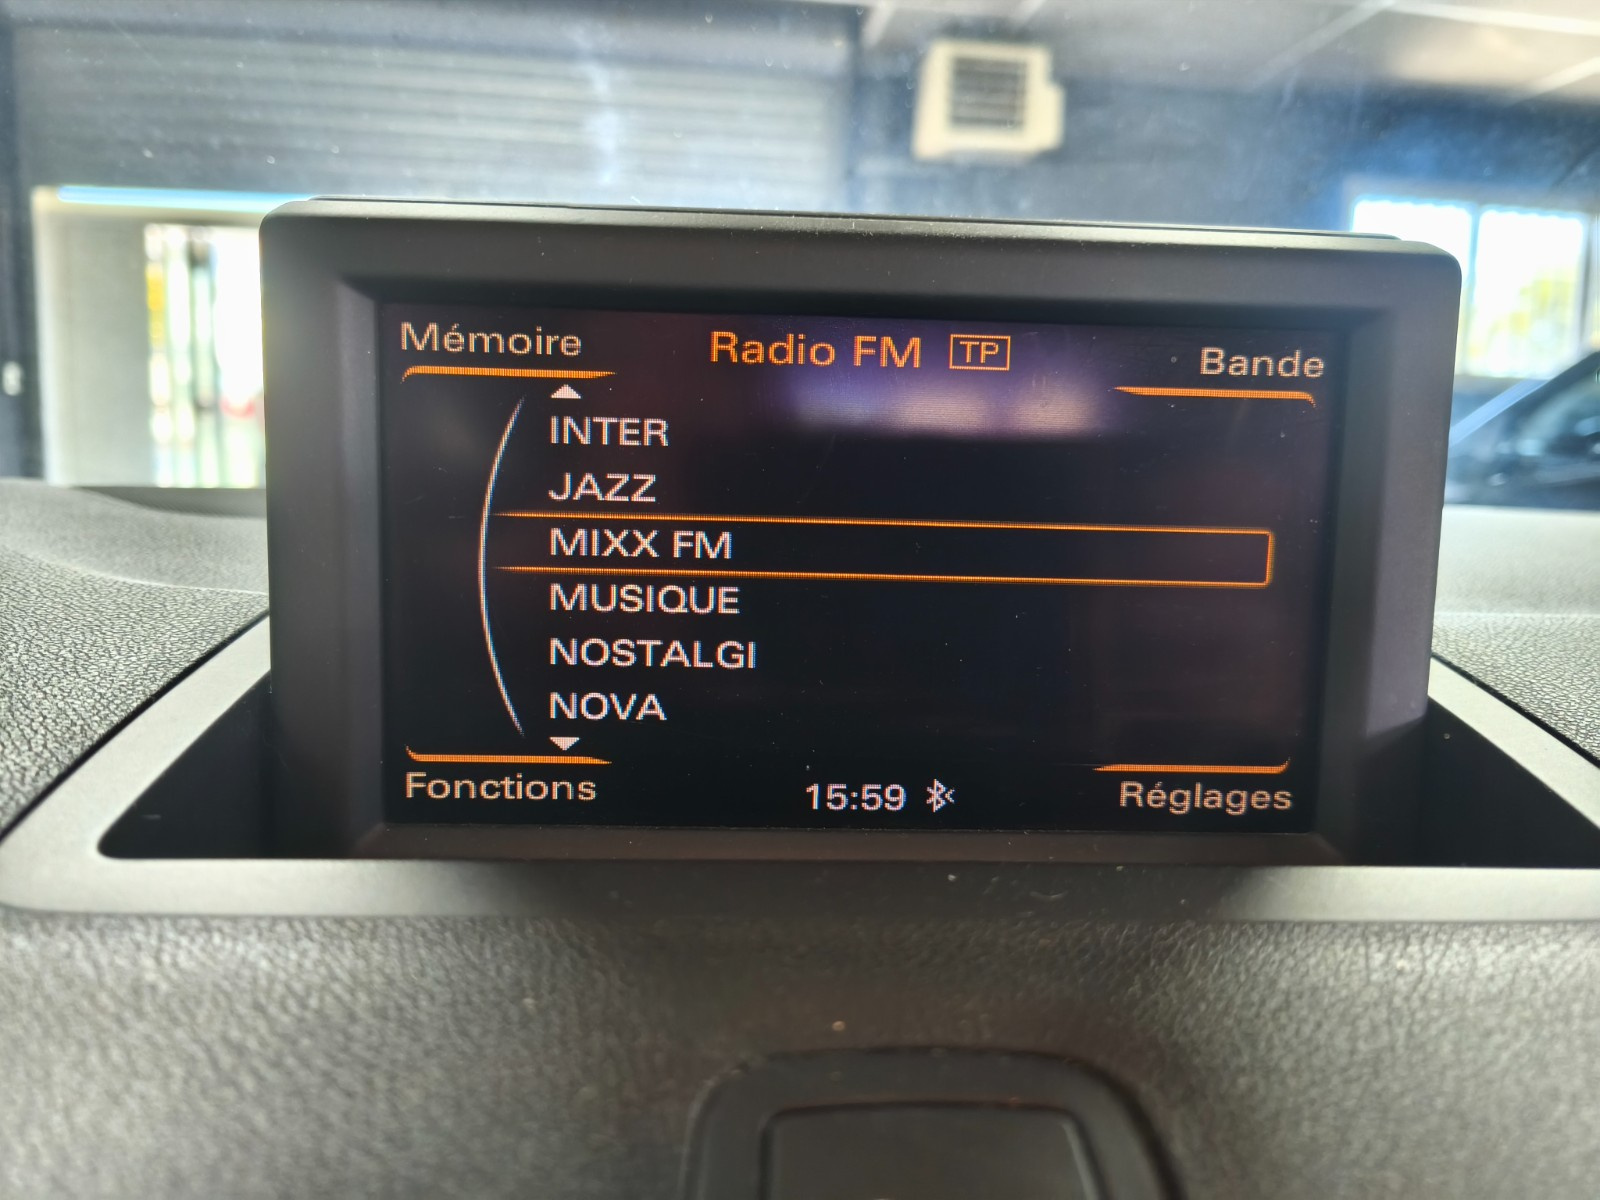 Mémoire
Radio FM TP
Bande
INTER
JAZZ
MIXX FM
MUSIQUE
NOSTALGI
NOVA
Fonctions
15:59
Réglages